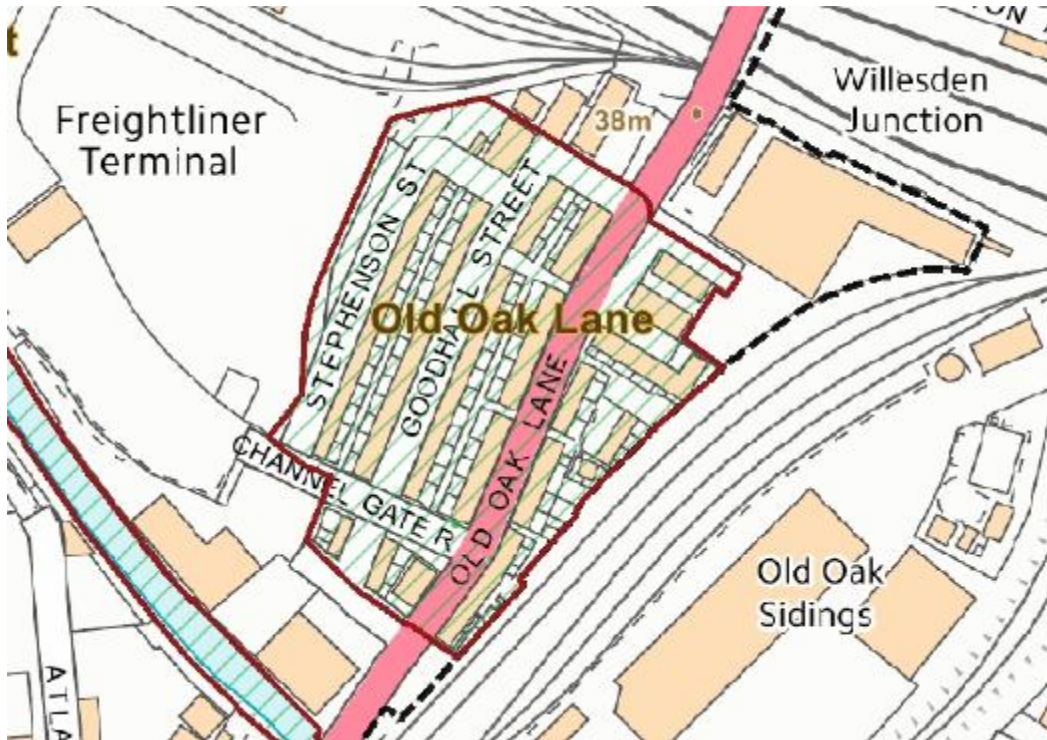 t
ON
Freightliner
Terminal
38m
Willesden
Junction
STEPHENSON ST
GOODHALL STREET
Old Oak Lane
OLD OAK LANE
CHANNEL GATE R
Old Oak
Sidings
ATLA